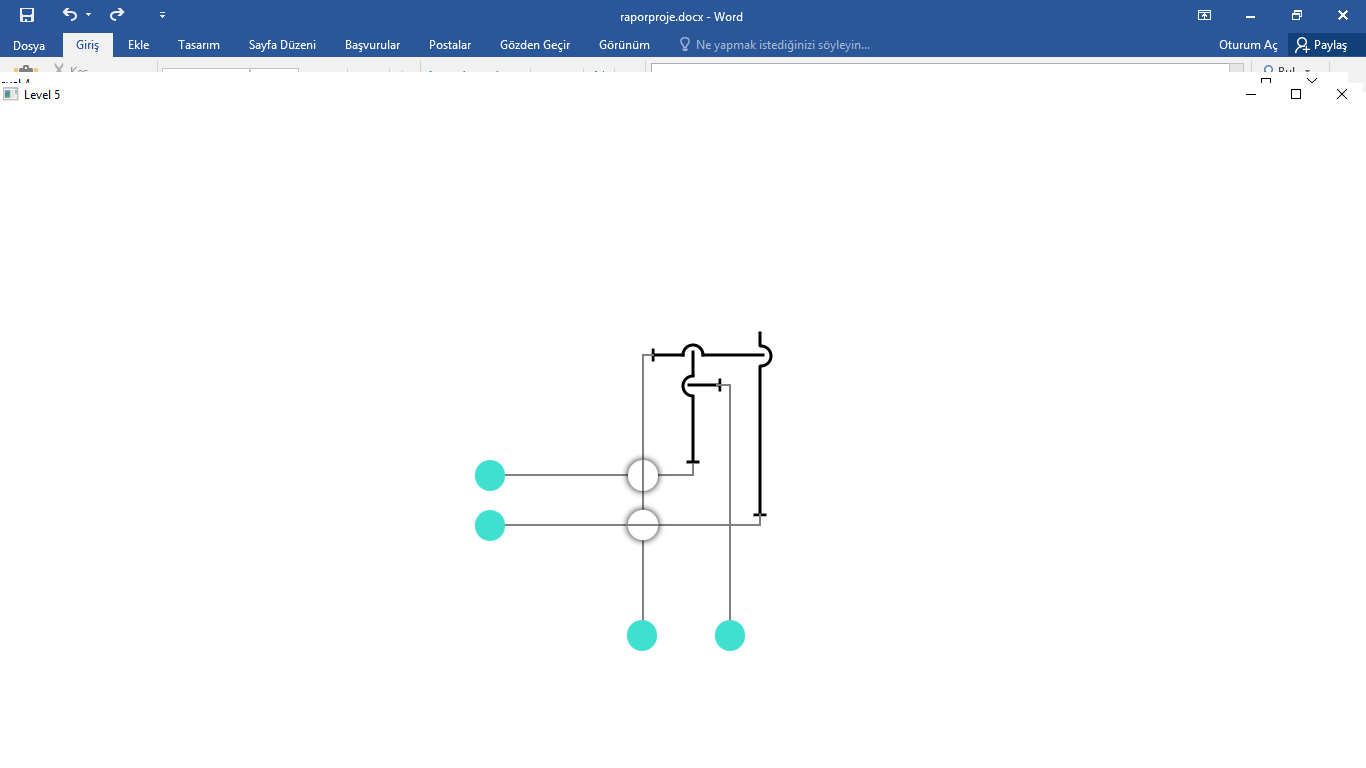 raporproje.docx - Word
Dosya Giriş Ekle Tasarım Sayfa Düzeni Başvurular Postalar Gözden Geçir Görünüm Ne yapmak istediğinizi söyleyin... Oturum Aç Paylaş
Level 5